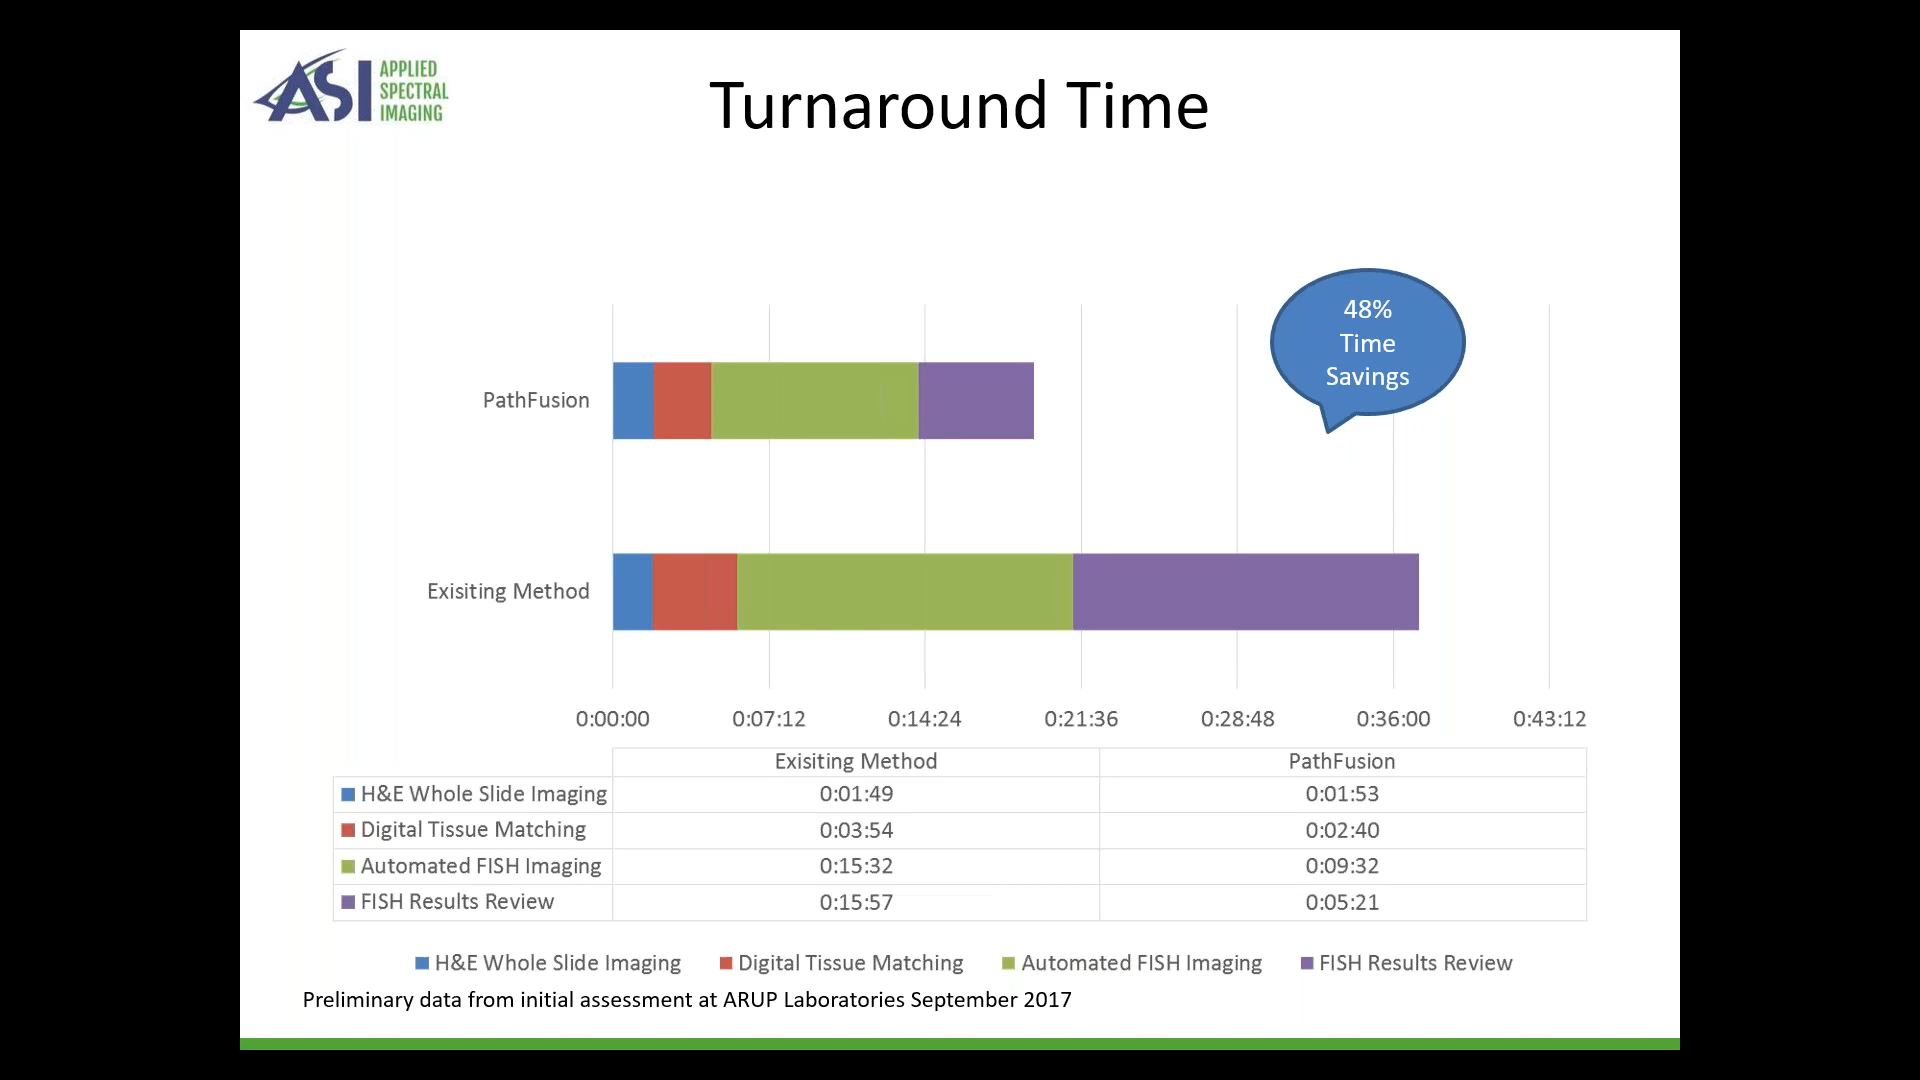 ASI APPLIED SPECTRAL IMAGING
Turnaround Time
48%
Time
Savings
PathFusion
Exisiting Method
0:00:00 0:07:12 0:14:24 0:21:36 0:28:48 0:36:00 0:43:12
Exisiting Method PathFusion
H&E Whole Slide Imaging 0:01:49 0:01:53
Digital Tissue Matching 0:03:54 0:02:40
Automated FISH Imaging 0:15:32 0:09:32
FISH Results Review 0:15:57 0:05:21
H&E Whole Slide Imaging Digital Tissue Matching Automated FISH Imaging FISH Results Review
Preliminary data from initial assessment at ARUP Laboratories September 2017